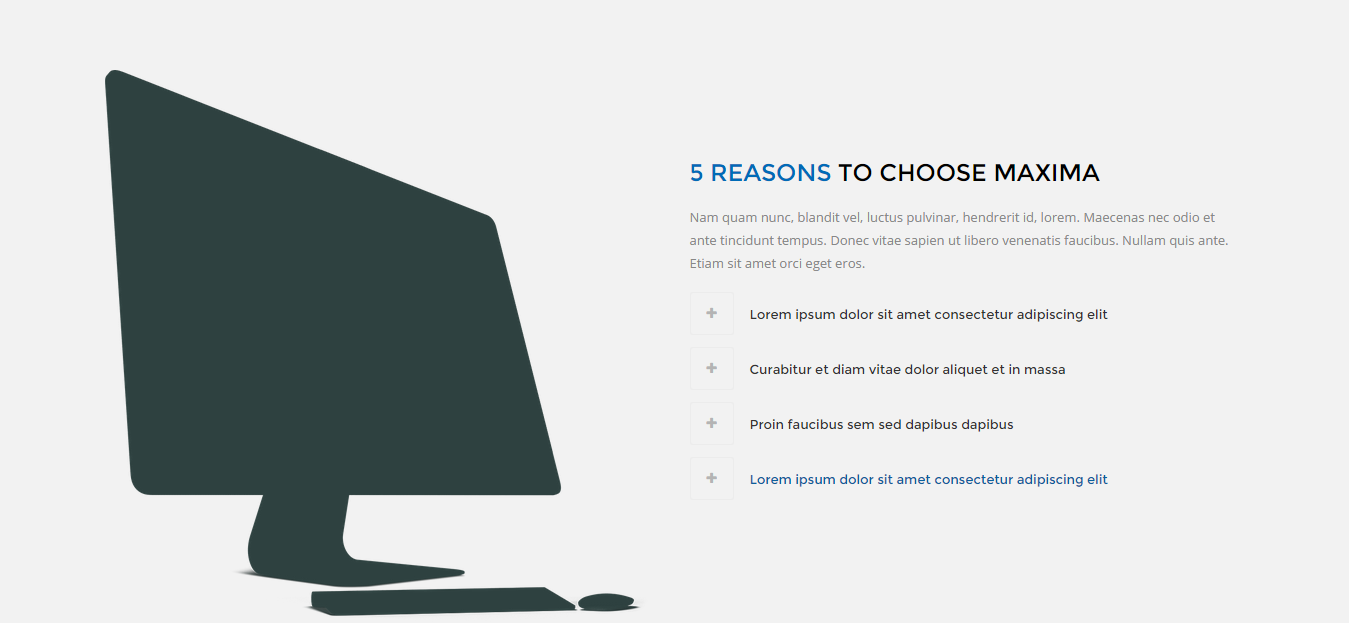 5 REASONS TO CHOOSE MAXIMA
Nam quam nunc, blandit vel, luctus pulvinar, hendrerit id, lorem. Maecenas nec odio et
ante tincidunt tempus. Donec vitae sapien ut libero venenatis faucibus. Nullam quis ante.
Etiam sit amet orci eget eros.
Lorem ipsum dolor sit amet consectetur adipiscing elit
Curabitur et diam vitae dolor aliquet et in massa
Proin faucibus sem sed dapibus dapibus
Lorem ipsum dolor sit amet consectetur adipiscing elit